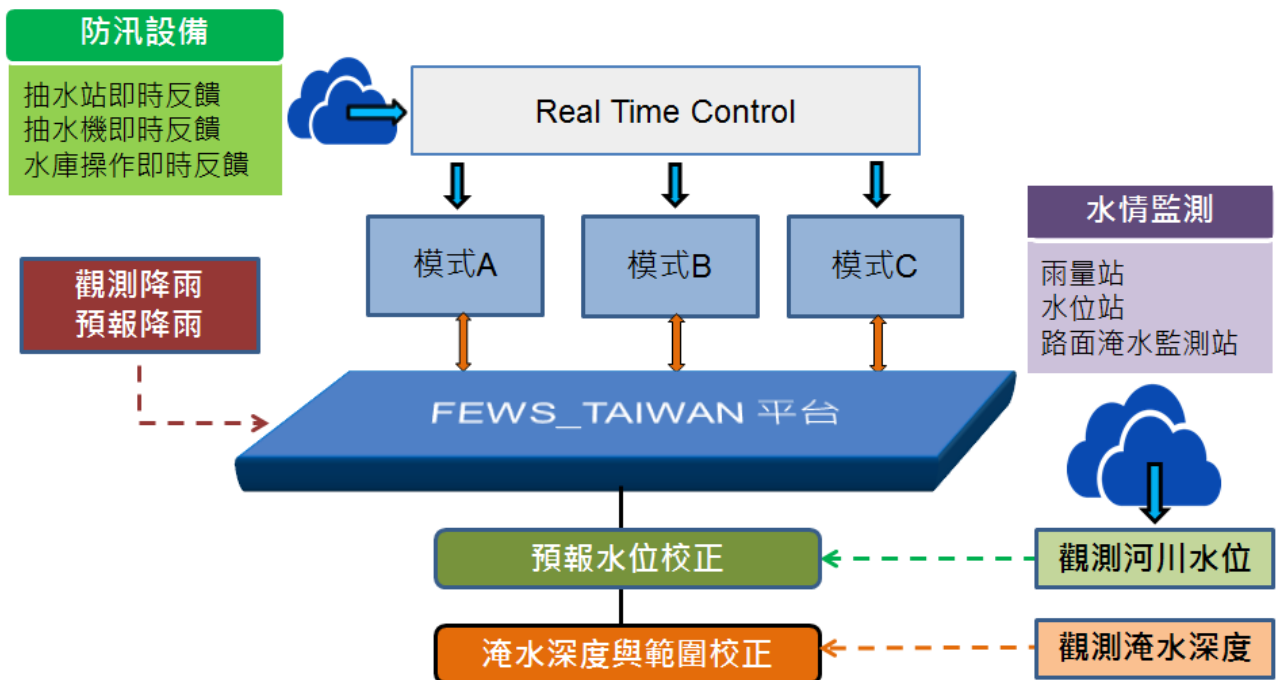 防汛設備
抽水站即時反饋
抽水機即時反饋
水庫操作即時反饋
Real Time Control
模式A
模式B
模式C
水情監測
雨量站
水位站
路面淹水監測站
觀測降雨
預報降雨
FEWS_TAIWAN 平台
預報水位校正
觀測河川水位
淹水深度與範圍校正
觀測淹水深度